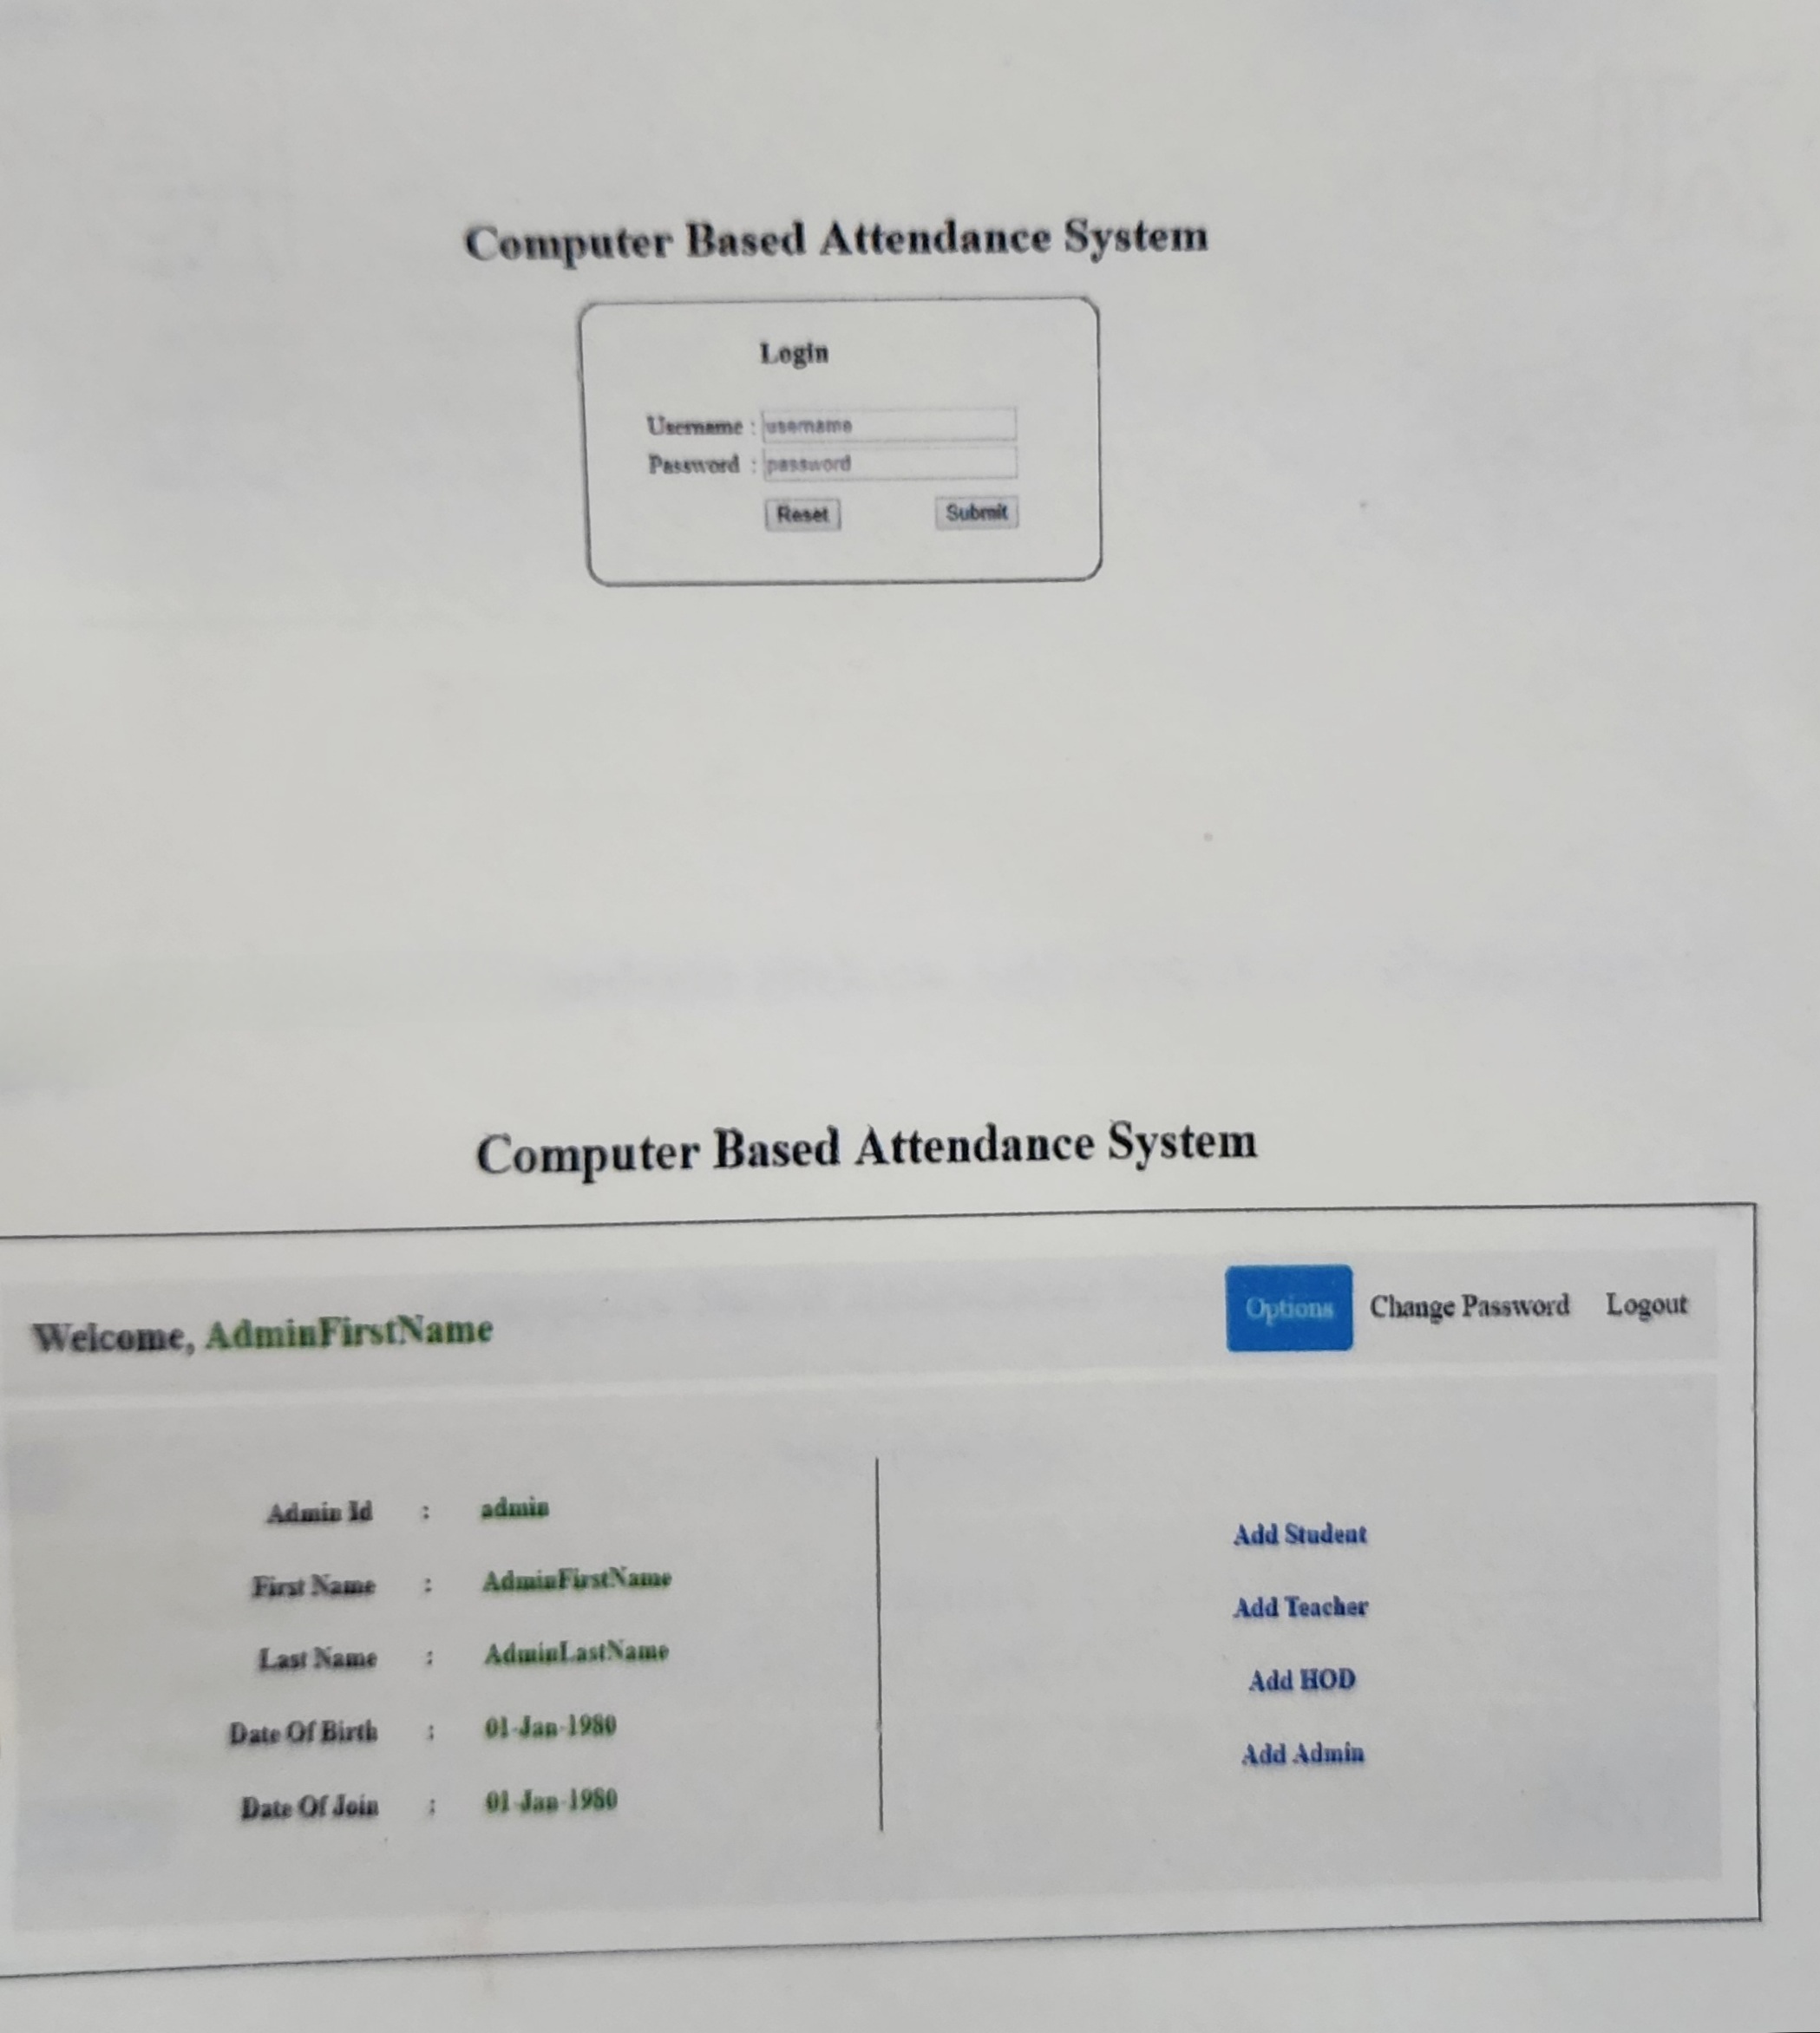 Computer Based Attendance System
Login
Username : username
Password : password
Reset Submit
Computer Based Attendance System
Welcome, AdminFirstName Options Change Password Logout
Admin Id : admin
First Name : AdminFirstName
Last Name : AdminLastName
Date Of Birth : 01-Jan-1980
Date Of Join : 01-Jan-1980
Add Student
Add Teacher
Add HOD
Add Admin